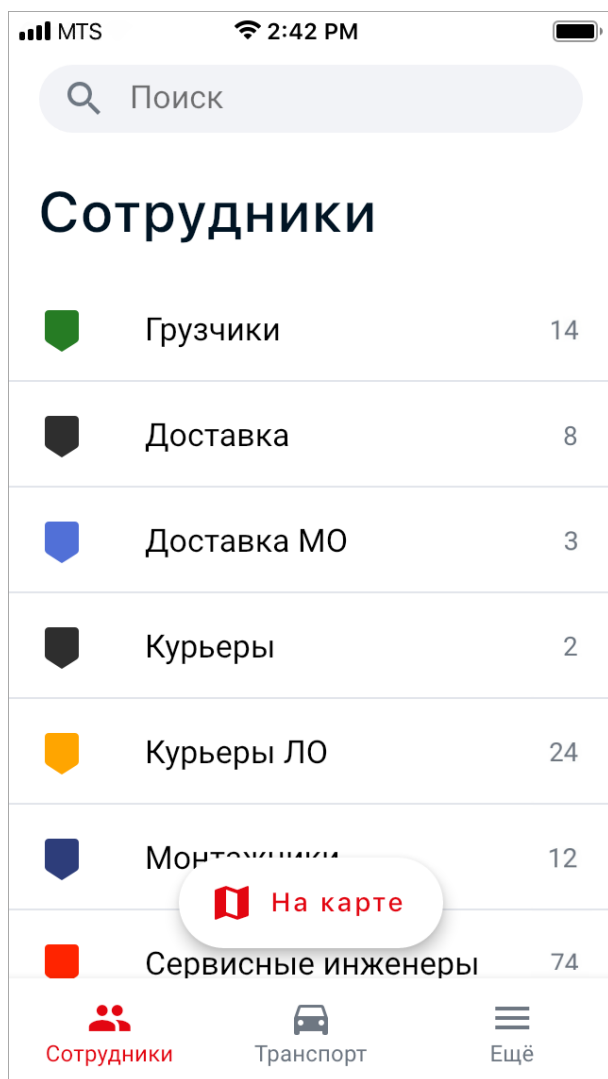 MTS 2:42 PM
Поиск
Сотрудники
Грузчики 14
Доставка 8
Доставка МО 3
Курьеры 2
Курьеры ЛО 24
Монтажники 12
На карте
Сервисные инженеры 74
Сотрудники Транспорт Ещё